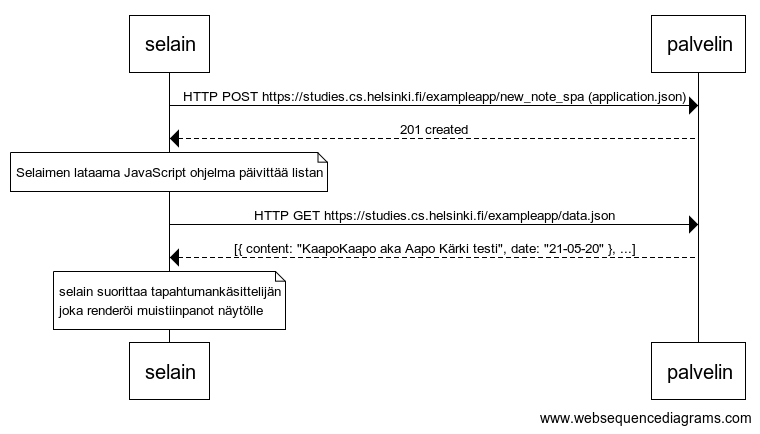 selain
palvelin
HTTP POST https://studies.cs.helsinki.fi/exampleapp/new_note_spa (application.json)
201 created
Selaimen lataama JavaScript ohjelma päivittää listan
HTTP GET https://studies.cs.helsinki.fi/exampleapp/data.json
[{ content: "KaapoKaapo aka Aapo Kärki testi", date: "21-05-20" }, ...]
selain suorittaa tapahtumankäsittelijän
joka renderöi muistiinpanot näytölle
selain
palvelin
www.websequencediagrams.com